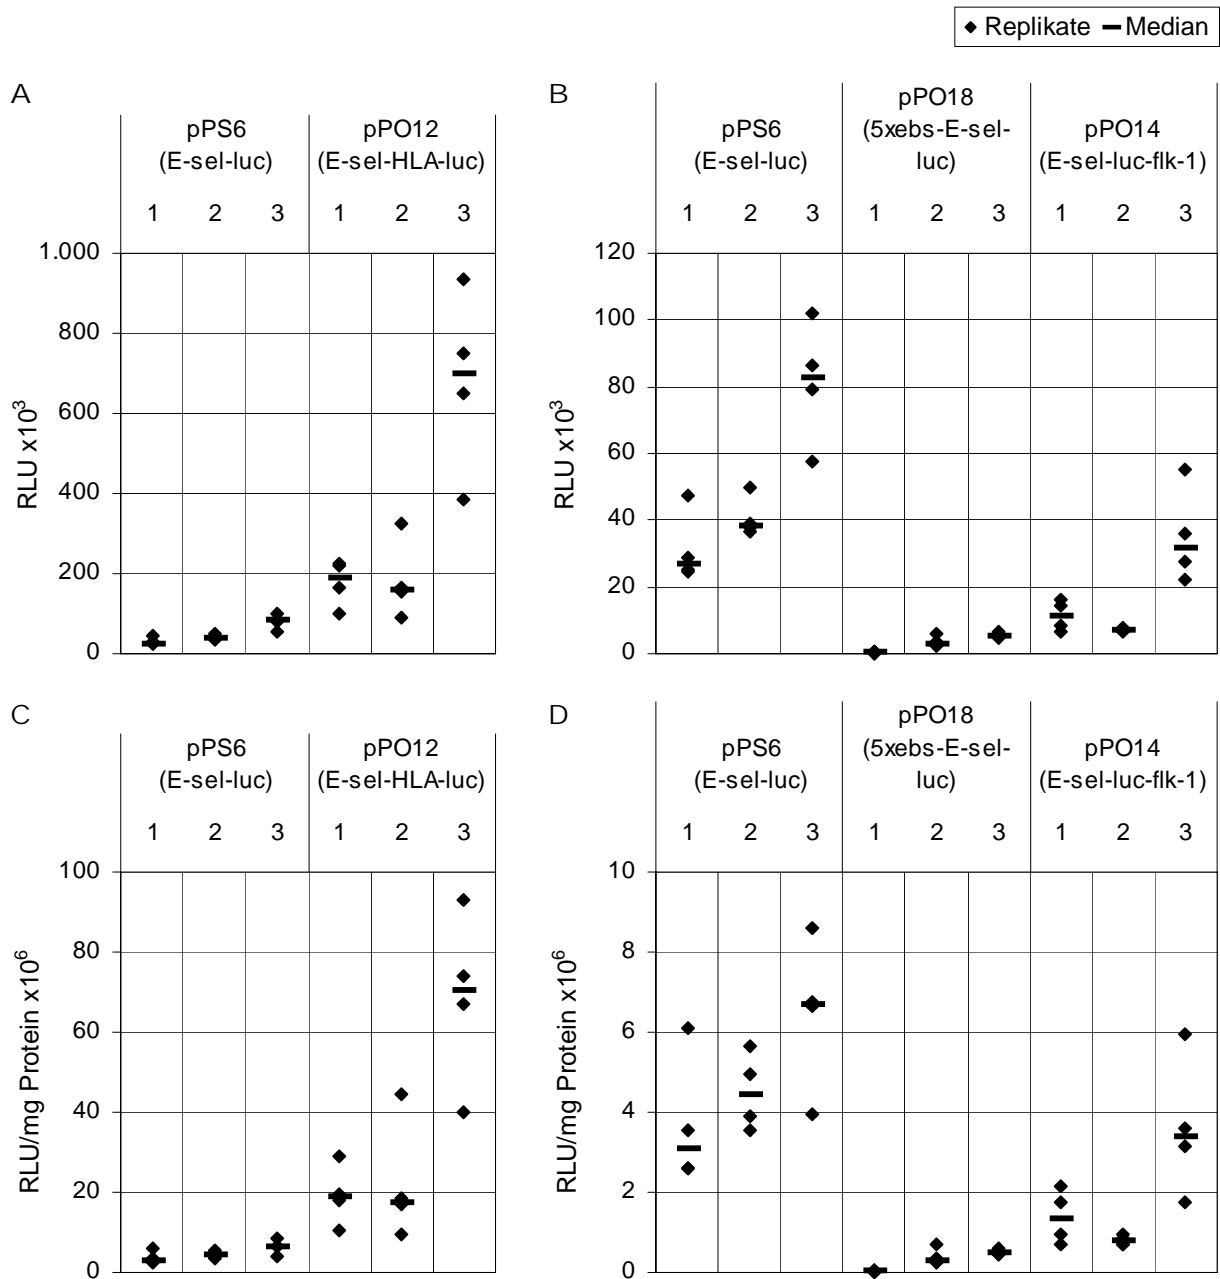 Replikate Median
A
pPS6
(E-sel-luc)
pPO12
(E-sel-HLA-luc)
1 2 3 1 2 3
1.000
800
600
400
200
0
RLU x10³
B
pPS6
(E-sel-luc)
pPO18
(5xebs-E-sel-
luc)
pPO14
(E-sel-luc-flk-1)
1 2 3 1 2 3 1 2 3
120
100
80
60
40
20
0
RLU x10³
C
pPS6
(E-sel-luc)
pPO12
(E-sel-HLA-luc)
1 2 3 1 2 3
100
80
60
40
20
0
RLU/mg Protein x10⁶
D
pPS6
(E-sel-luc)
pPO18
(5xebs-E-sel-
luc)
pPO14
(E-sel-luc-flk-1)
1 2 3 1 2 3 1 2 3
10
8
6
4
2
0
RLU/mg Protein x10⁶